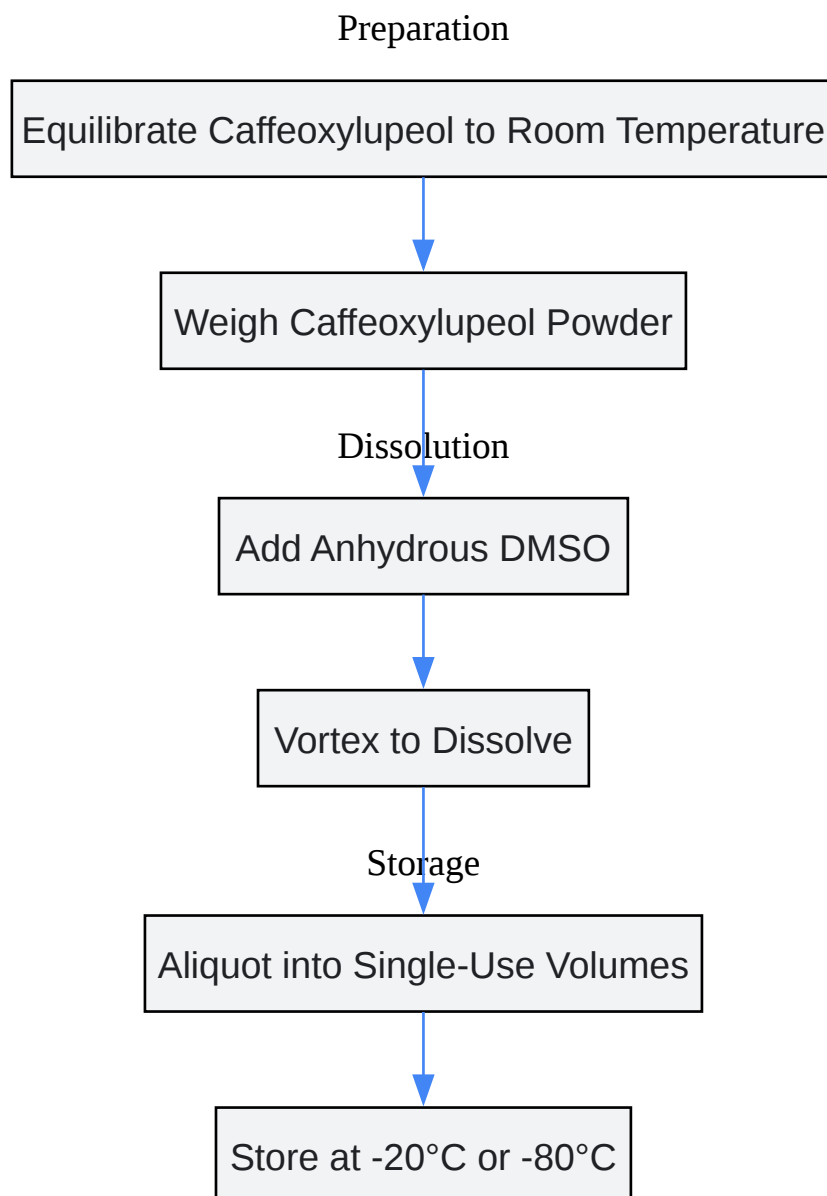 Preparation
Equilibrate Caffeoxylupeol to Room Temperature
Weigh Caffeoxylupeol Powder
Dissolution
Add Anhydrous DMSO
Vortex to Dissolve
Storage
Aliquot into Single-Use Volumes
Store at -20°C or -80°C